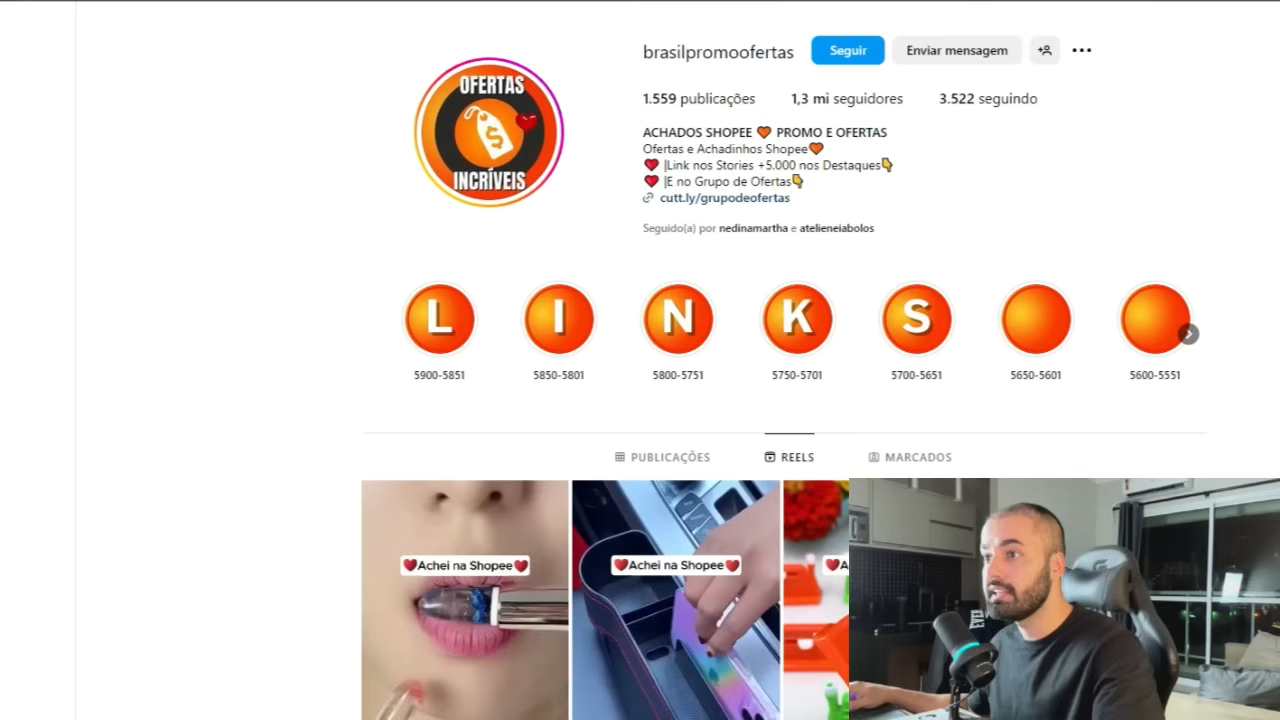 brasilpromoofertas
Seguir
Enviar mensagem
1.559 publicações
1,3 mi seguidores
3.522 seguindo
OFERTAS
INCRÍVEIS
ACHADOS SHOPEE 🧡 PROMO E OFERTAS
Ofertas e Achadinhos Shopee🧡
❤️ |Link nos Stories +5.000 nos Destaques👇
❤️ |E no Grupo de Ofertas👇
cutt.ly/grupodeofertas
Seguido(a) por nedinamartha e atelieneiabolos
L I N K S
5900-5851
5850-5801
5800-5751
5750-5701
5700-5651
5650-5601
5600-5551
PUBLICAÇÕES
REELS
MARCADOS
❤️Achei na Shopee❤️
❤️Achei na Shopee❤️
❤️A